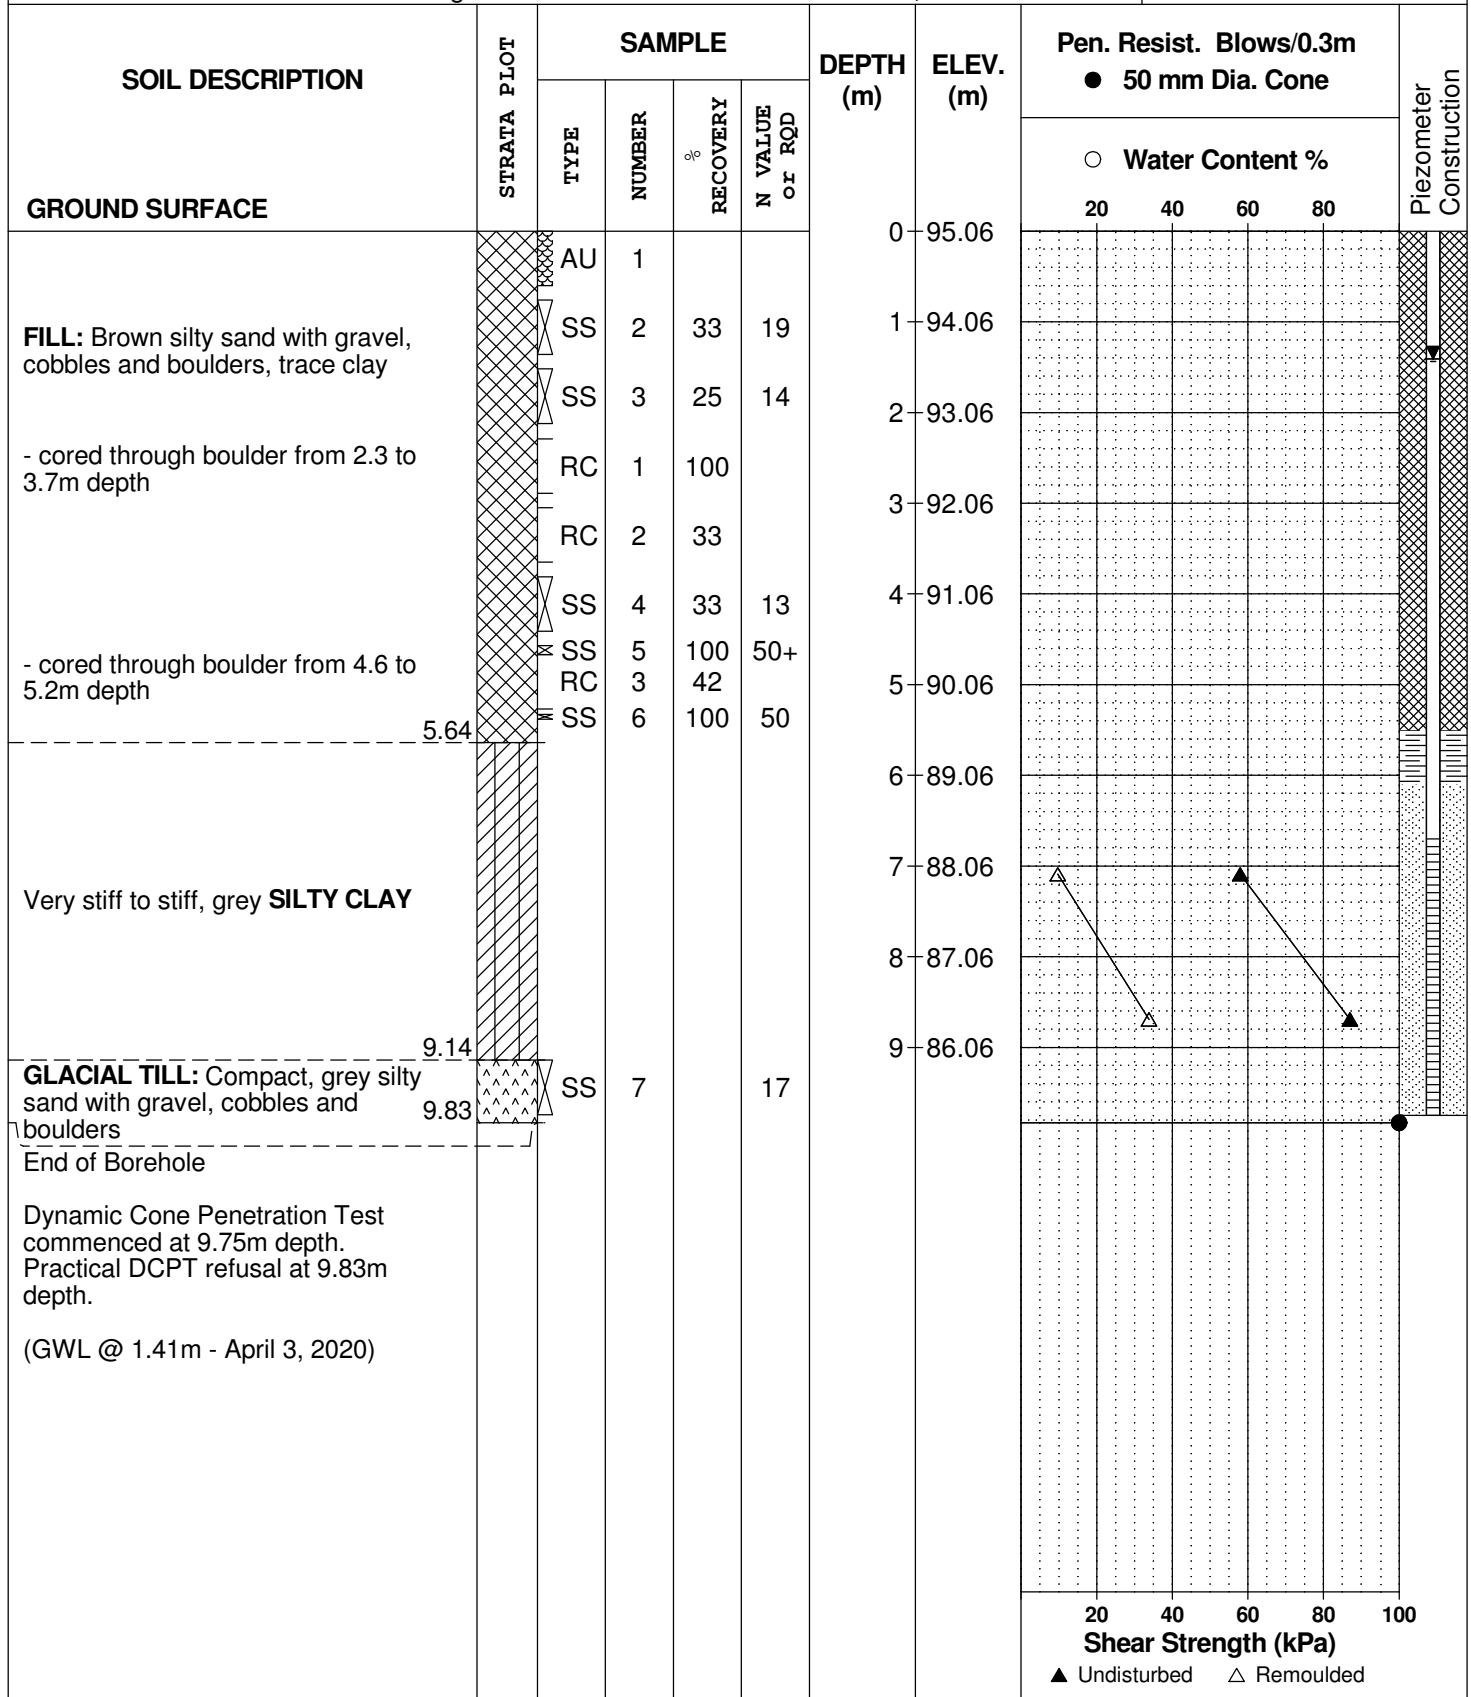 SOIL DESCRIPTION
GROUND SURFACE
STRATA PLOT
SAMPLE
TYPE
NUMBER
%
RECOVERY
N VALUE
or RQD
DEPTH
(m)
ELEV.
(m)
Pen. Resist. Blows/0.3m
● 50 mm Dia. Cone
○ Water Content %
20 40 60 80
Piezometer
Construction
0 95.06
AU 1
FILL: Brown silty sand with gravel,
cobbles and boulders, trace clay
SS 2 33 19
1 94.06
SS 3 25 14
2 93.06
- cored through boulder from 2.3 to
3.7m depth
RC 1 100
3 92.06
RC 2 33
SS 4 33 13
4 91.06
- cored through boulder from 4.6 to
5.2m depth
SS 5 100 50+
RC 3 42
5 90.06
SS 6 100 50
5.64
6 89.06
7 88.06
Very stiff to stiff, grey SILTY CLAY
8 87.06
9.14
9 86.06
GLACIAL TILL: Compact, grey silty
sand with gravel, cobbles and
boulders
9.83
SS 7 17
End of Borehole
Dynamic Cone Penetration Test
commenced at 9.75m depth.
Practical DCPT refusal at 9.83m
depth.
(GWL @ 1.41m - April 3, 2020)
20 40 60 80 100
Shear Strength (kPa)
▲ Undisturbed △ Remoulded